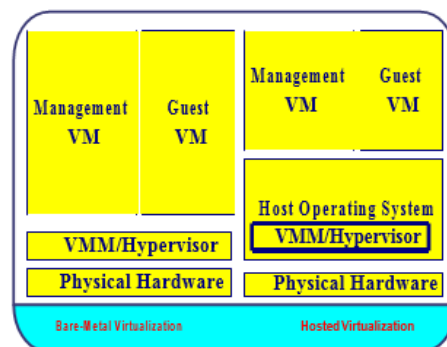 Management
VM
Guest
VM
VMM/Hypervisor
Physical Hardware
Bare-Metal Virtualization
Management
VM
Guest
VM
Host Operating System
VMM/Hypervisor
Physical Hardware
Hosted Virtualization